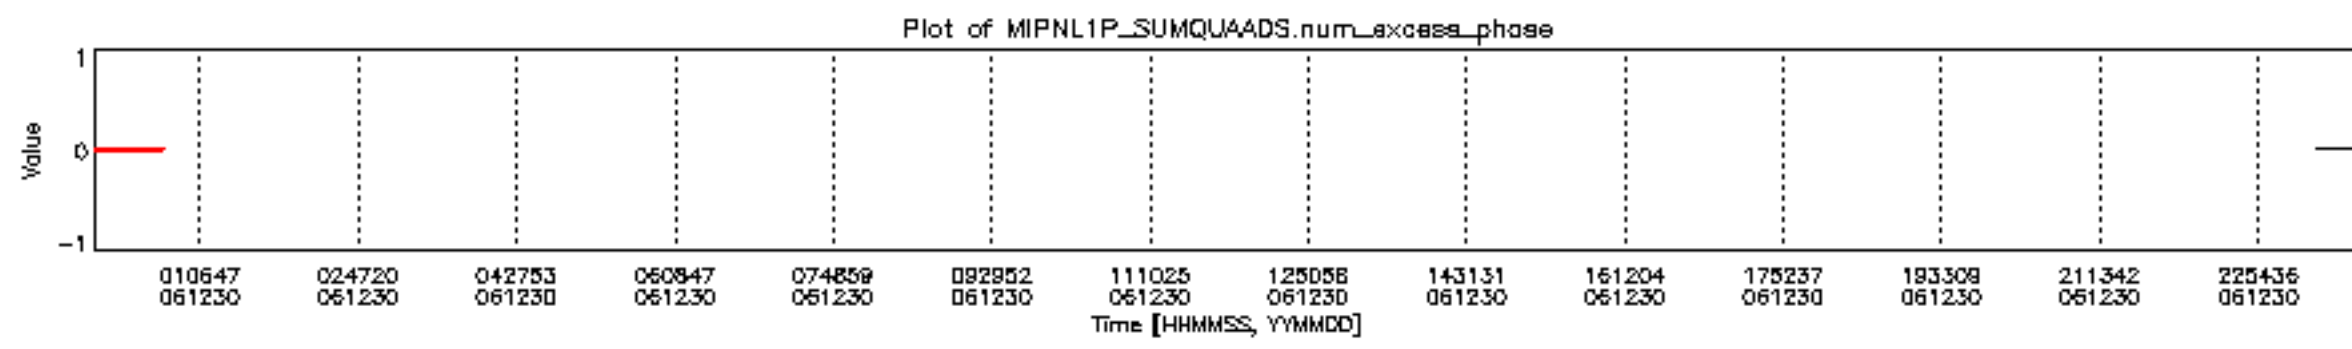 Plot of MIPNL1P_SUMQUAADS.num_excess_phase
1
0
-1
Value
010647 024720 042753 060847 074859 092952 111025 125058 143131 161204 175237 193309 211342 225436
061230 061230 061230 061230 061230 061230 061230 061230 061230 061230 061230 061230 061230 061230
Time [HHMMSS, YYMMDD]